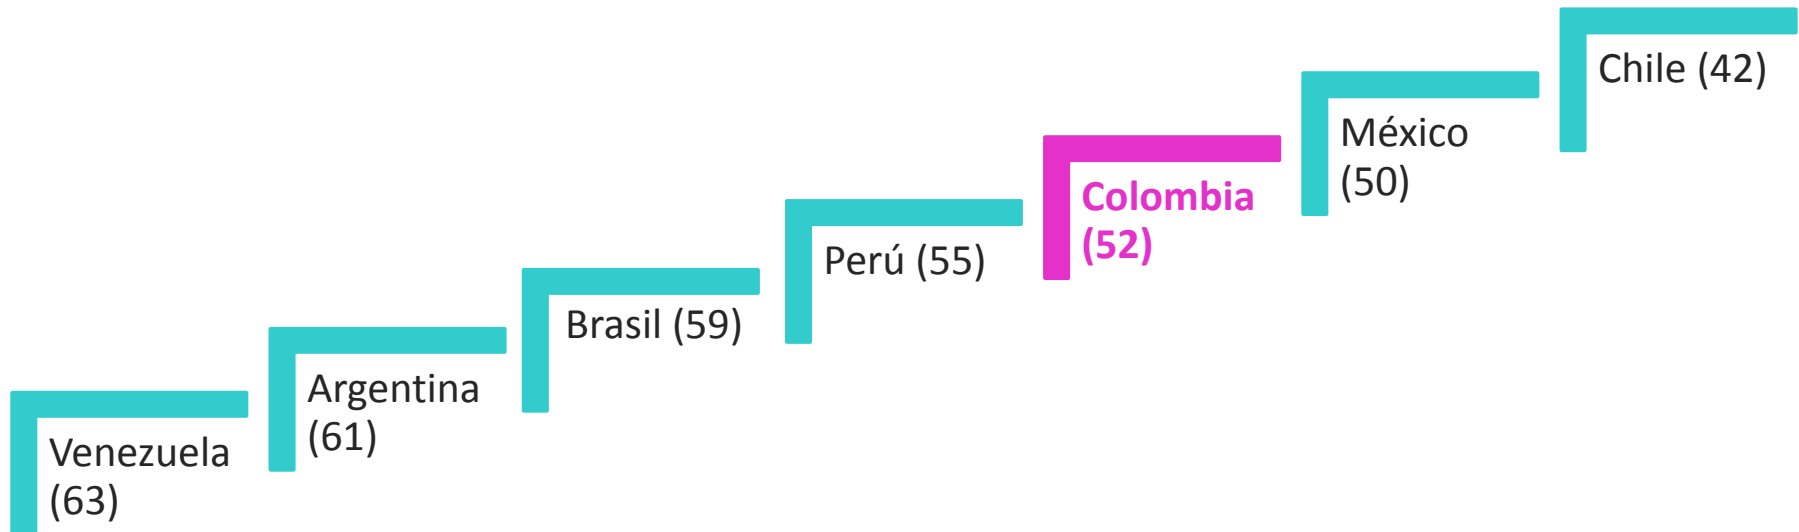 Chile (42)
México
(50)
Colombia
(52)
Perú (55)
Brasil (59)
Argentina
(61)
Venezuela
(63)